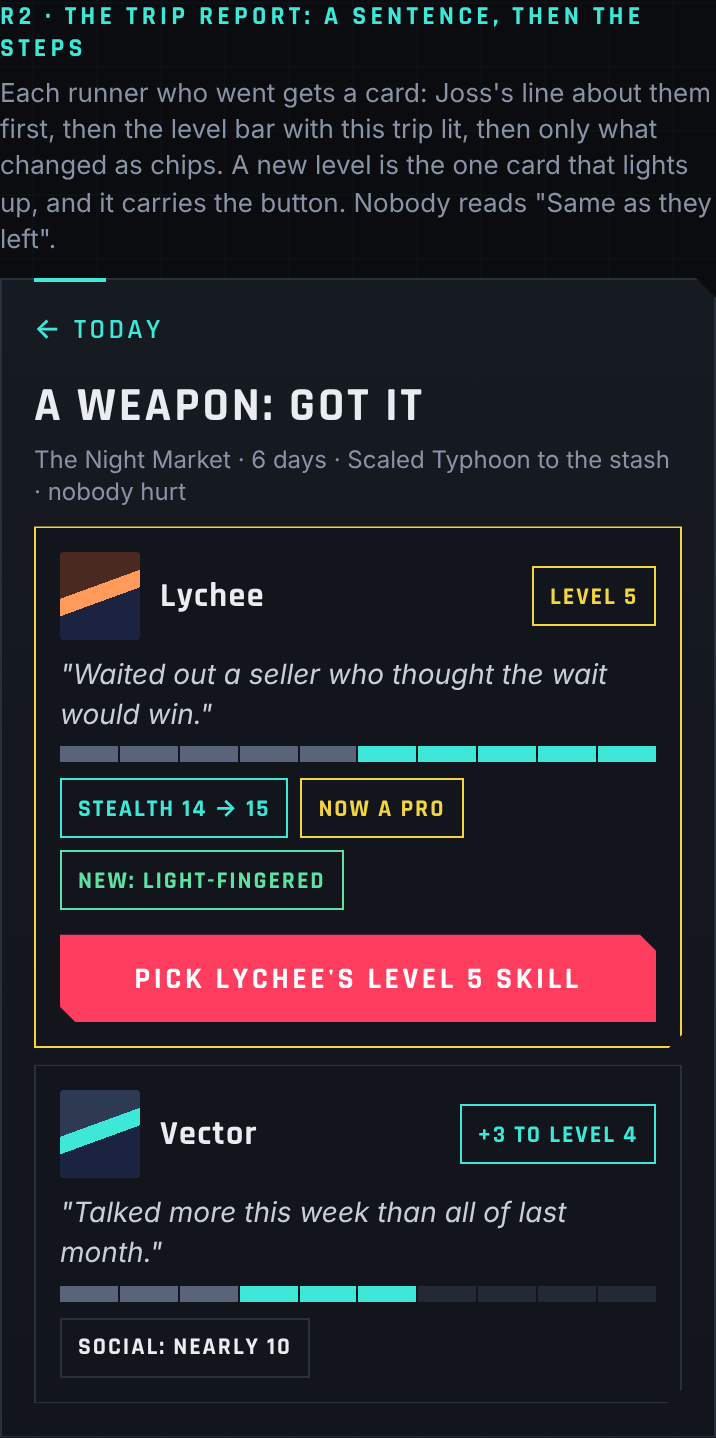 R2 · THE TRIP REPORT: A SENTENCE, THEN THE
STEPS
Each runner who went gets a card: Joss's line about them
first, then the level bar with this trip lit, then only what
changed as chips. A new level is the one card that lights
up, and it carries the button. Nobody reads "Same as they
left".
← TODAY
A WEAPON: GOT IT
The Night Market · 6 days · Scaled Typhoon to the stash
· nobody hurt
Lychee
LEVEL 5
"Waited out a seller who thought the wait
would win."
STEALTH 14 → 15
NOW A PRO
NEW: LIGHT-FINGERED
PICK LYCHEE'S LEVEL 5 SKILL
Vector
+3 TO LEVEL 4
"Talked more this week than all of last
month."
SOCIAL: NEARLY 10